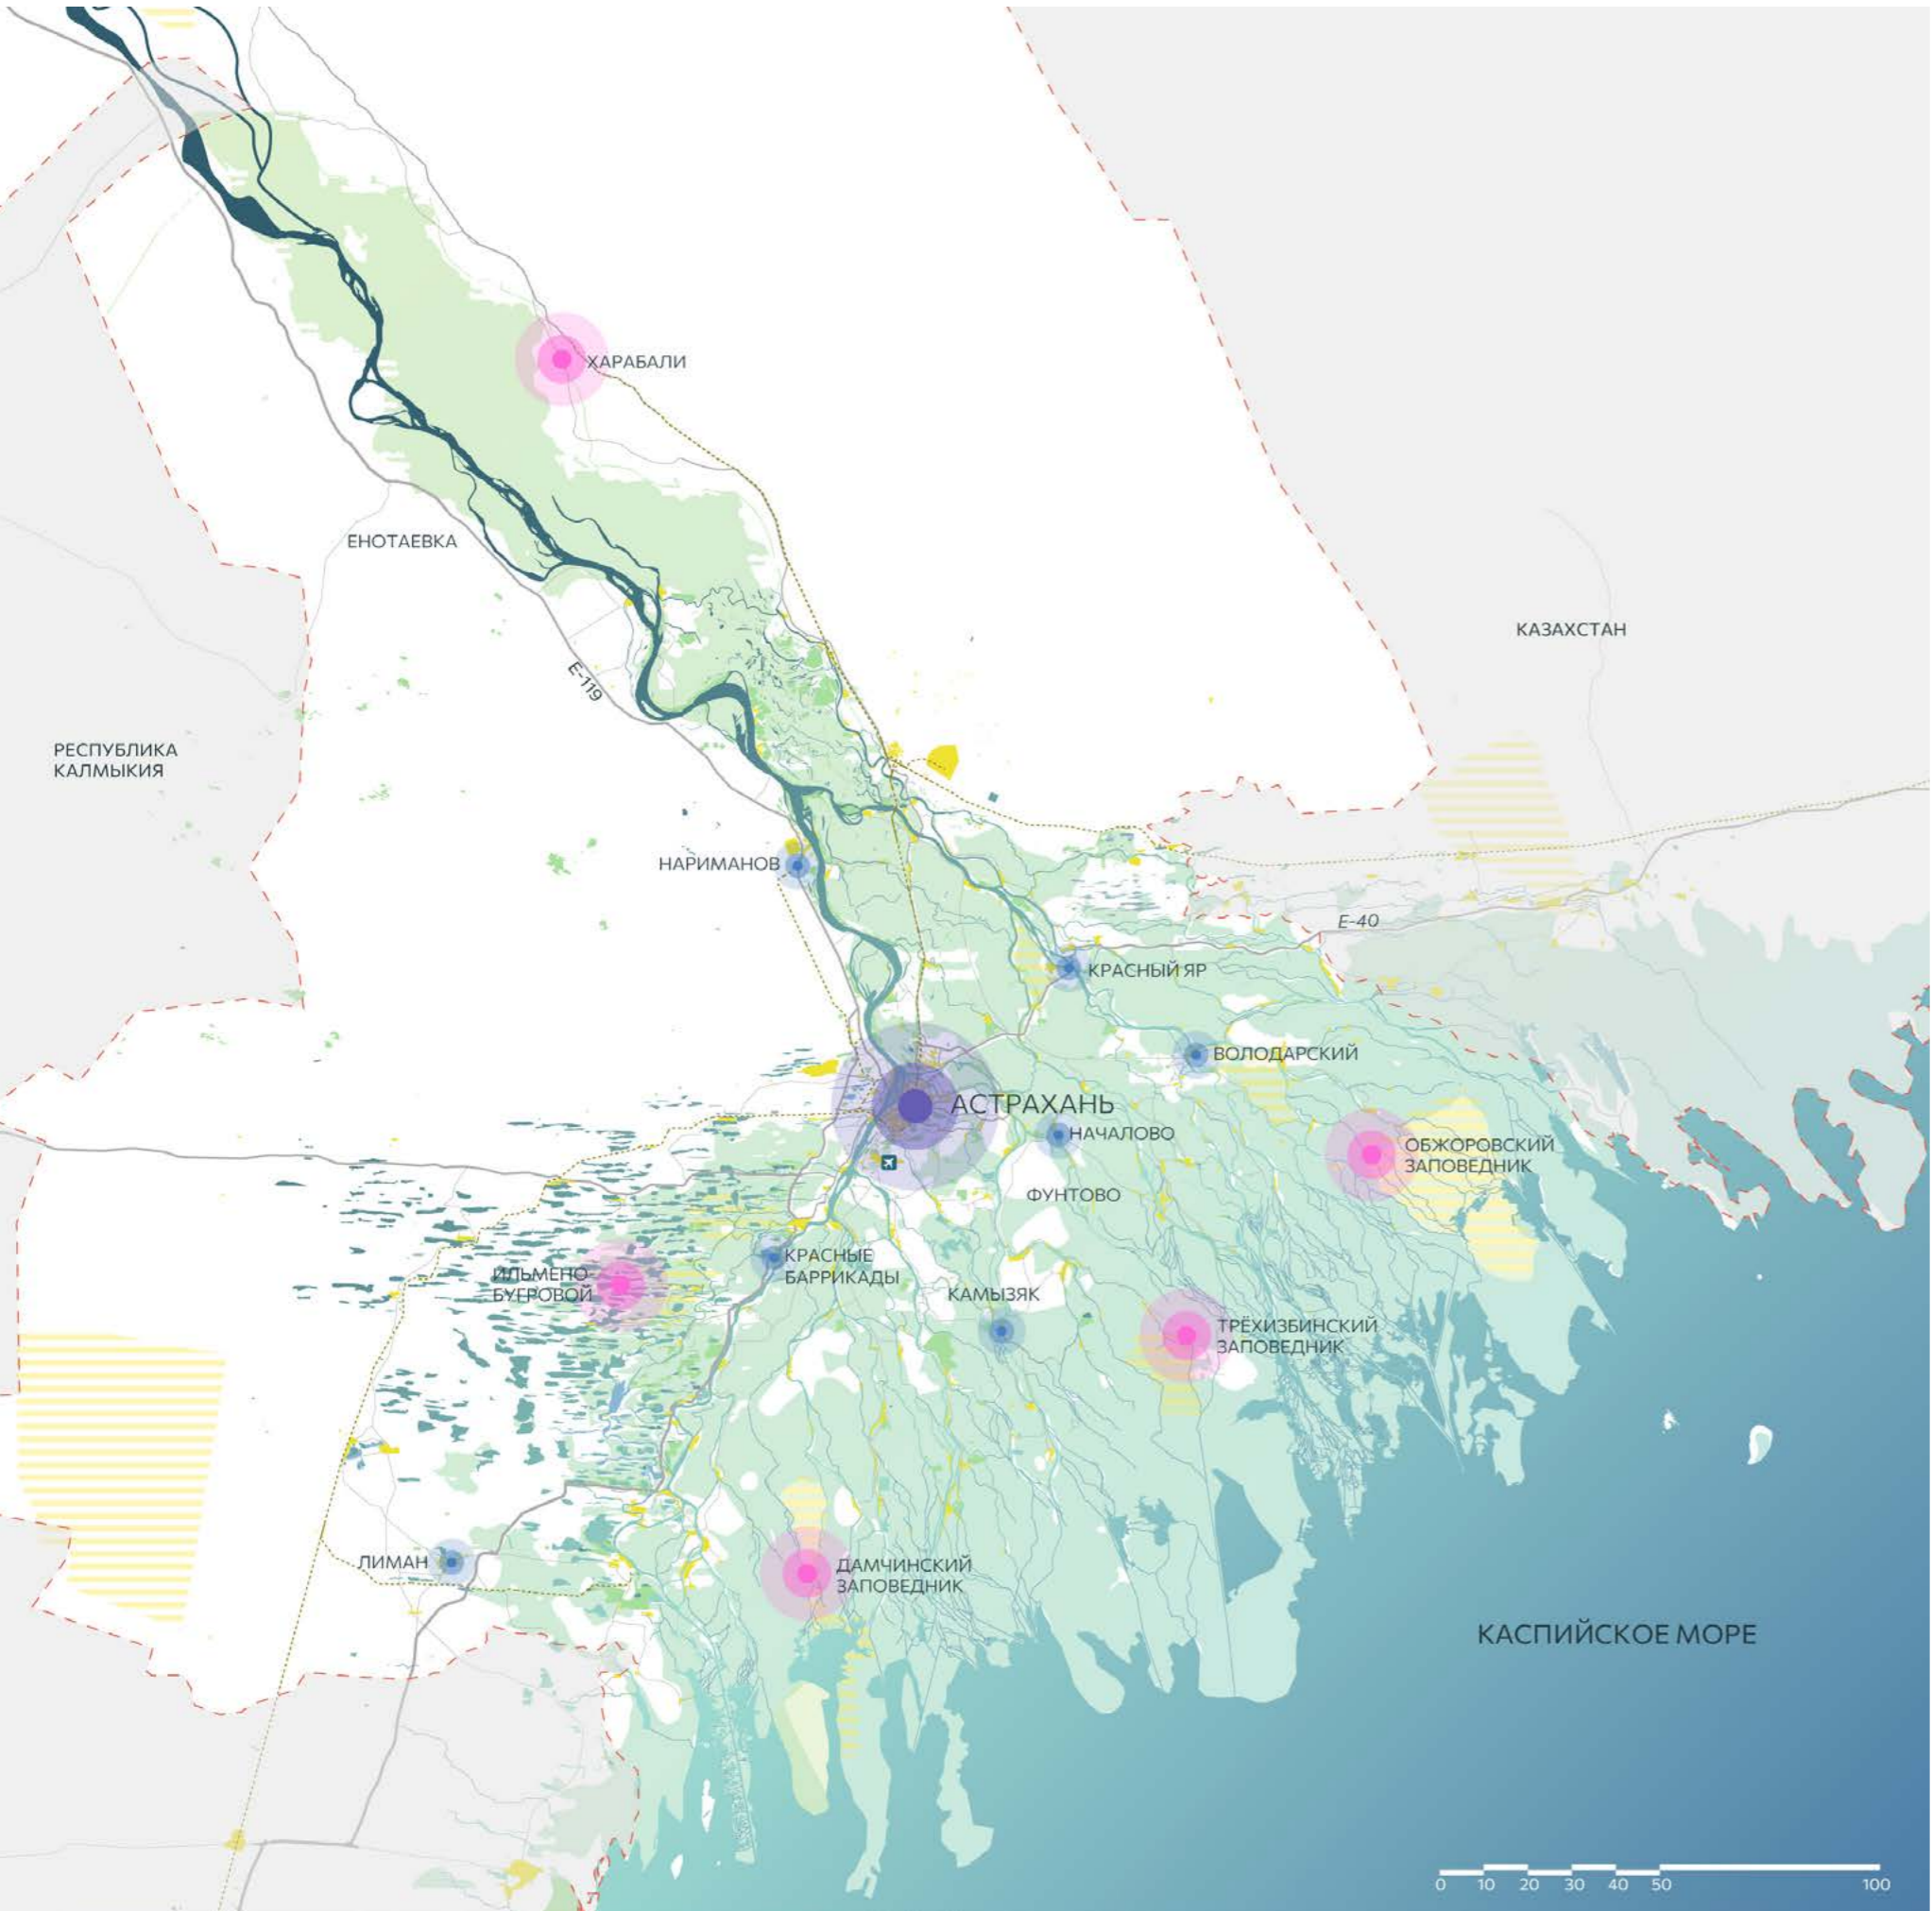 ХАРАБАЛИ
ЕНОТАЕВКА
КАЗАХСТАН
Е-119
РЕСПУБЛИКА
КАЛМЫКИЯ
НАРИМАНОВ
Е-40
КРАСНЫЙ ЯР
ВОЛОДАРСКИЙ
АСТРАХАНЬ
НАЧАЛОВО
ОБЖОРОВСКИЙ
ЗАПОВЕДНИК
ФУНТОВО
КРАСНЫЕ
БАРРИКАДЫ
ИЛЬМЕНО-
БУГРОВОЙ
КАМЫЗЯК
ТРЁХИЗБИНСКИЙ
ЗАПОВЕДНИК
ЛИМАН
ДАМЧИНСКИЙ
ЗАПОВЕДНИК
КАСПИЙСКОЕ МОРЕ
0 10 20 30 40 50 100